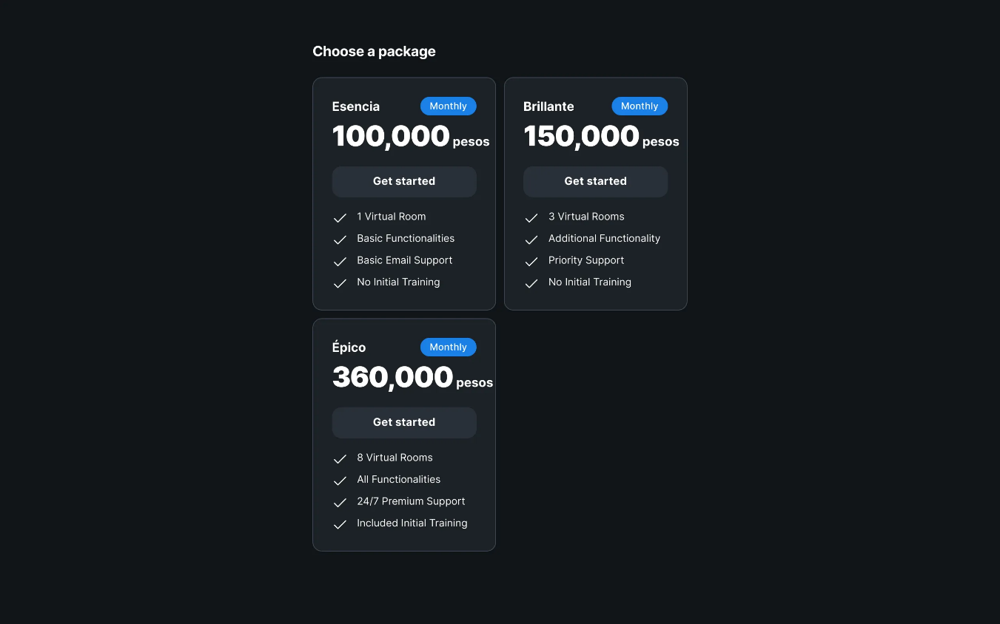 Choose a package
Esencia Monthly
100,000 pesos
Get started
1 Virtual Room
Basic Functionalities
Basic Email Support
No Initial Training
Brillante Monthly
150,000 pesos
Get started
3 Virtual Rooms
Additional Functionality
Priority Support
No Initial Training
Épico Monthly
360,000 pesos
Get started
8 Virtual Rooms
All Functionalities
24/7 Premium Support
Included Initial Training